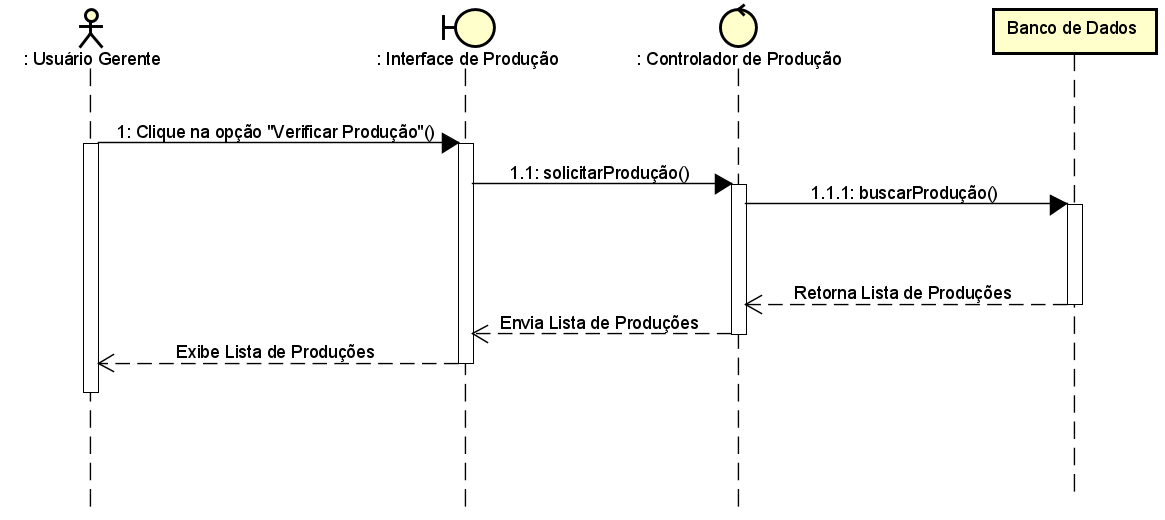 : Usuário Gerente
: Interface de Produção
: Controlador de Produção
Banco de Dados
1: Clique na opção "Verificar Produção"()
1.1: solicitarProdução()
1.1.1: buscarProdução()
Retorna Lista de Produções
Envia Lista de Produções
Exibe Lista de Produções